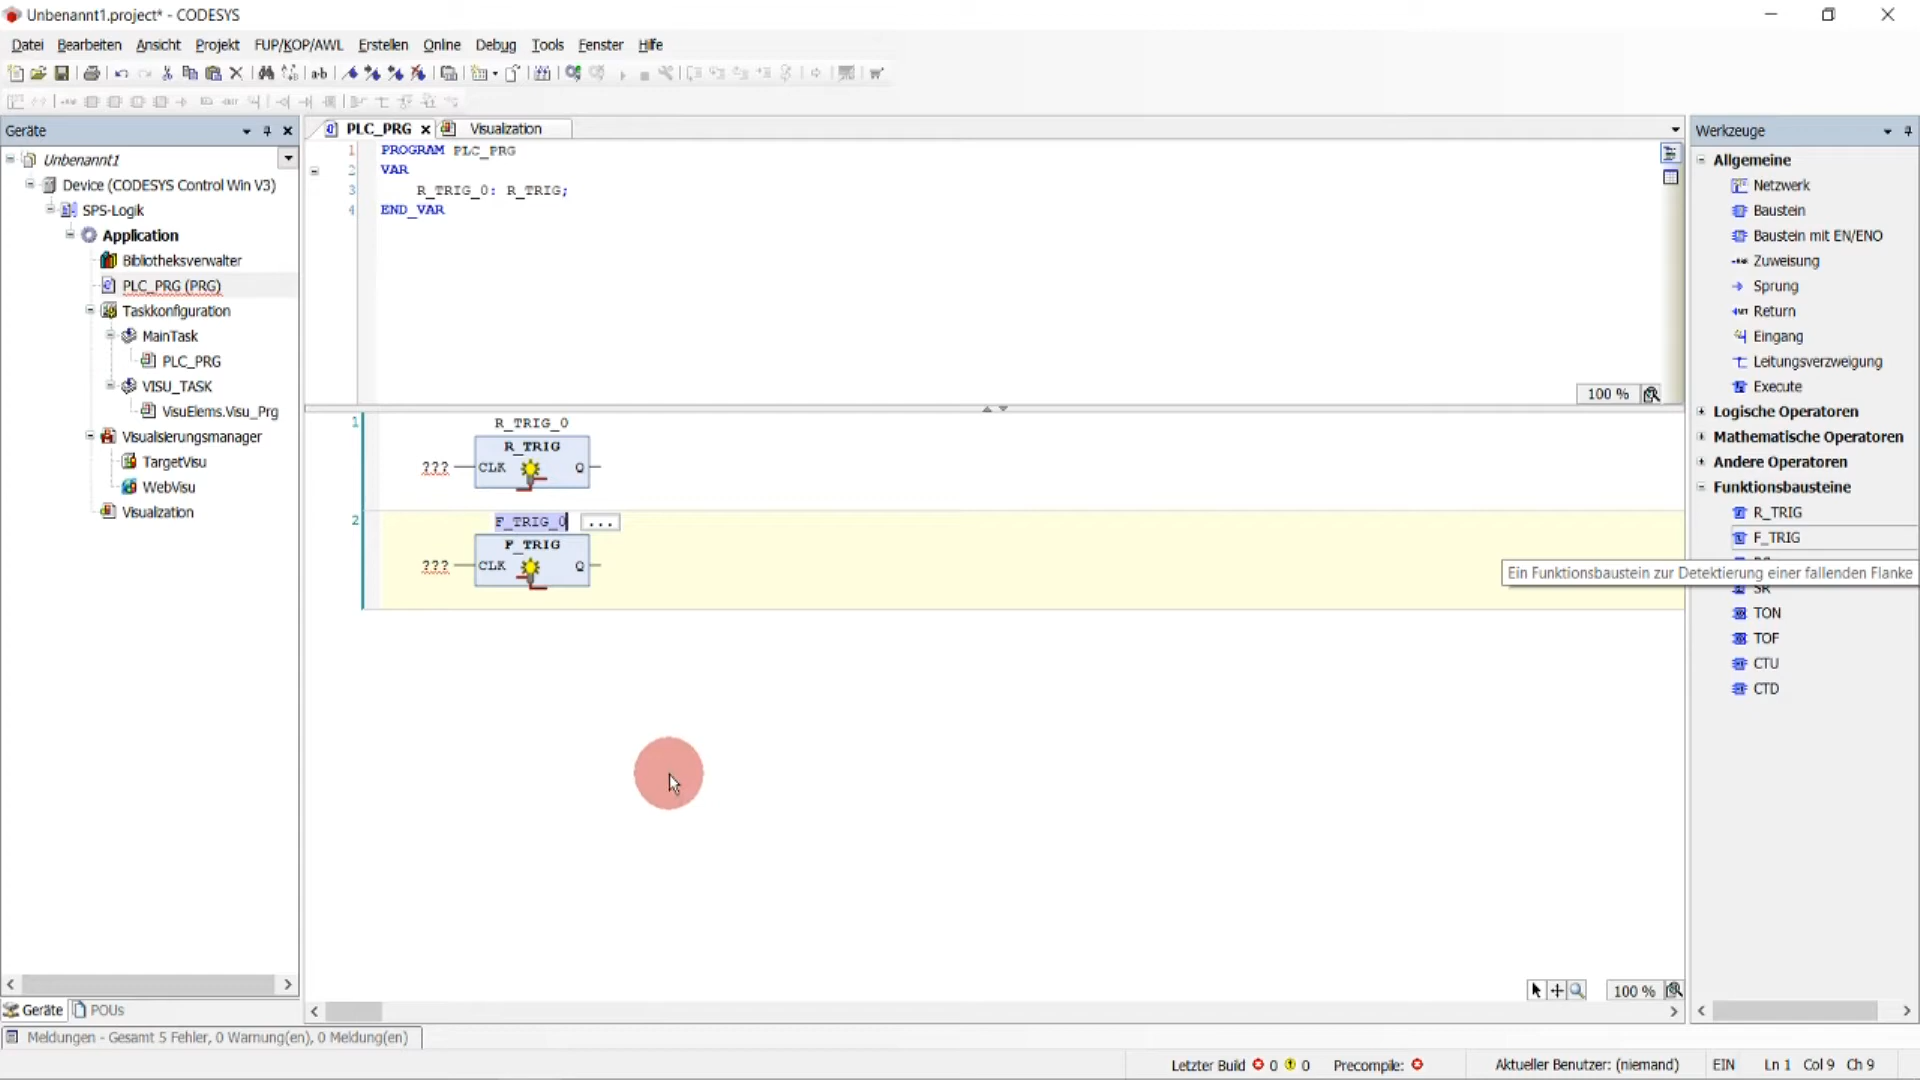 Unbenannt1.project* - CODESYS
Datei Bearbeiten Ansicht Projekt FUP/KOP/AWL Erstellen Online Debug Tools Fenster Hilfe
Geräte
Unbenannt1
Device (CODESYS Control Win V3)
SPS-Logik
Application
Bibliotheksverwalter
PLC_PRG (PRG)
Taskkonfiguration
MainTask
PLC_PRG
VISU_TASK
VisuElems.Visu_Prg
Visualisierungsmanager
TargetVisu
WebVisu
Visualization
Geräte POUs
PLC_PRG Visualization
1 PROGRAM PLC_PRG
2 VAR
3 R_TRIG_0: R_TRIG;
4 END_VAR
100 %
1
R_TRIG_0
R_TRIG
??? CLK Q
2
F_TRIG_0 ...
F_TRIG
??? CLK Q
100 %
Werkzeuge
Allgemeine
Netzwerk
Baustein
Baustein mit EN/ENO
Zuweisung
Sprung
Return
Eingang
Leitungsverzweigung
Execute
Logische Operatoren
Mathematische Operatoren
Andere Operatoren
Funktionsbausteine
R_TRIG
F_TRIG
Ein Funktionsbaustein zur Detektierung einer fallenden Flanke
SR
TON
TOF
CTU
CTD
Meldungen - Gesamt 5 Fehler, 0 Warnung(en), 0 Meldung(en)
Letzter Build 0 0 Precompile: Aktueller Benutzer: (niemand) EIN Ln 1 Col 9 Ch 9